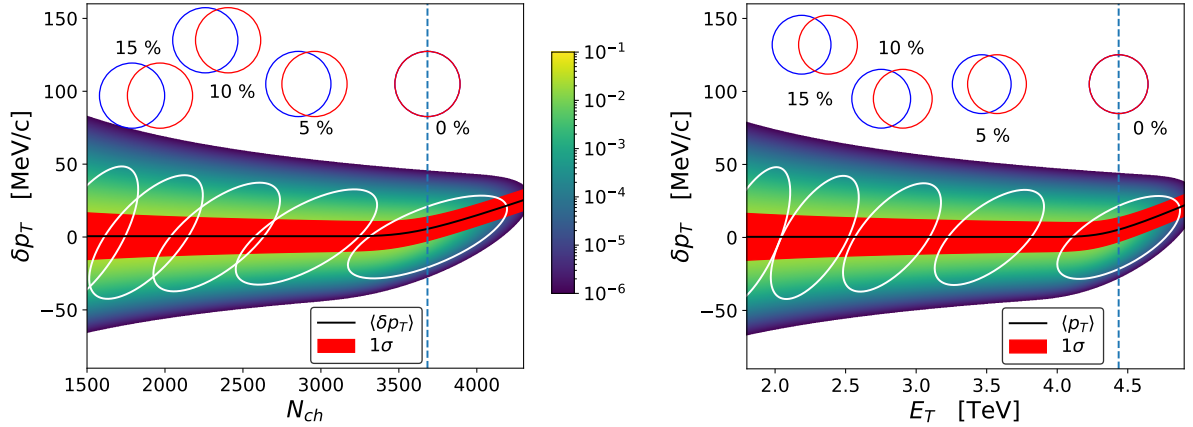 150
100
50
0
−50
δp_T [MeV/c]
15 %
10 %
5 %
0 %
⟨δp_T⟩
1σ
1500 2000 2500 3000 3500 4000
N_ch
10^−1
10^−2
10^−3
10^−4
10^−5
10^−6
150
100
50
0
−50
δp_T [MeV/c]
10 %
15 %
5 %
0 %
⟨p_T⟩
1σ
2.0 2.5 3.0 3.5 4.0 4.5
E_T [TeV]